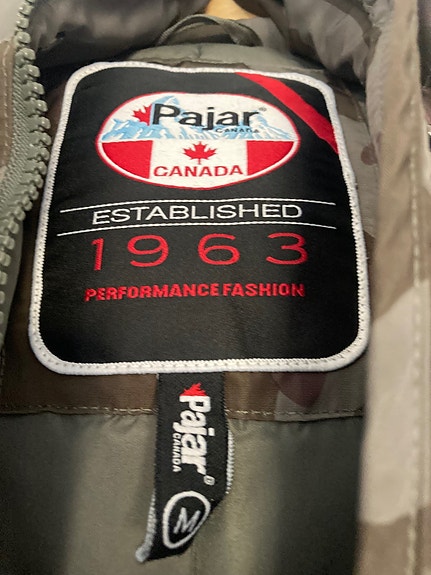 Pajar®
CANADA
CANADA
ESTABLISHED
1963
PERFORMANCE FASHION
Pajar®
CANADA
M